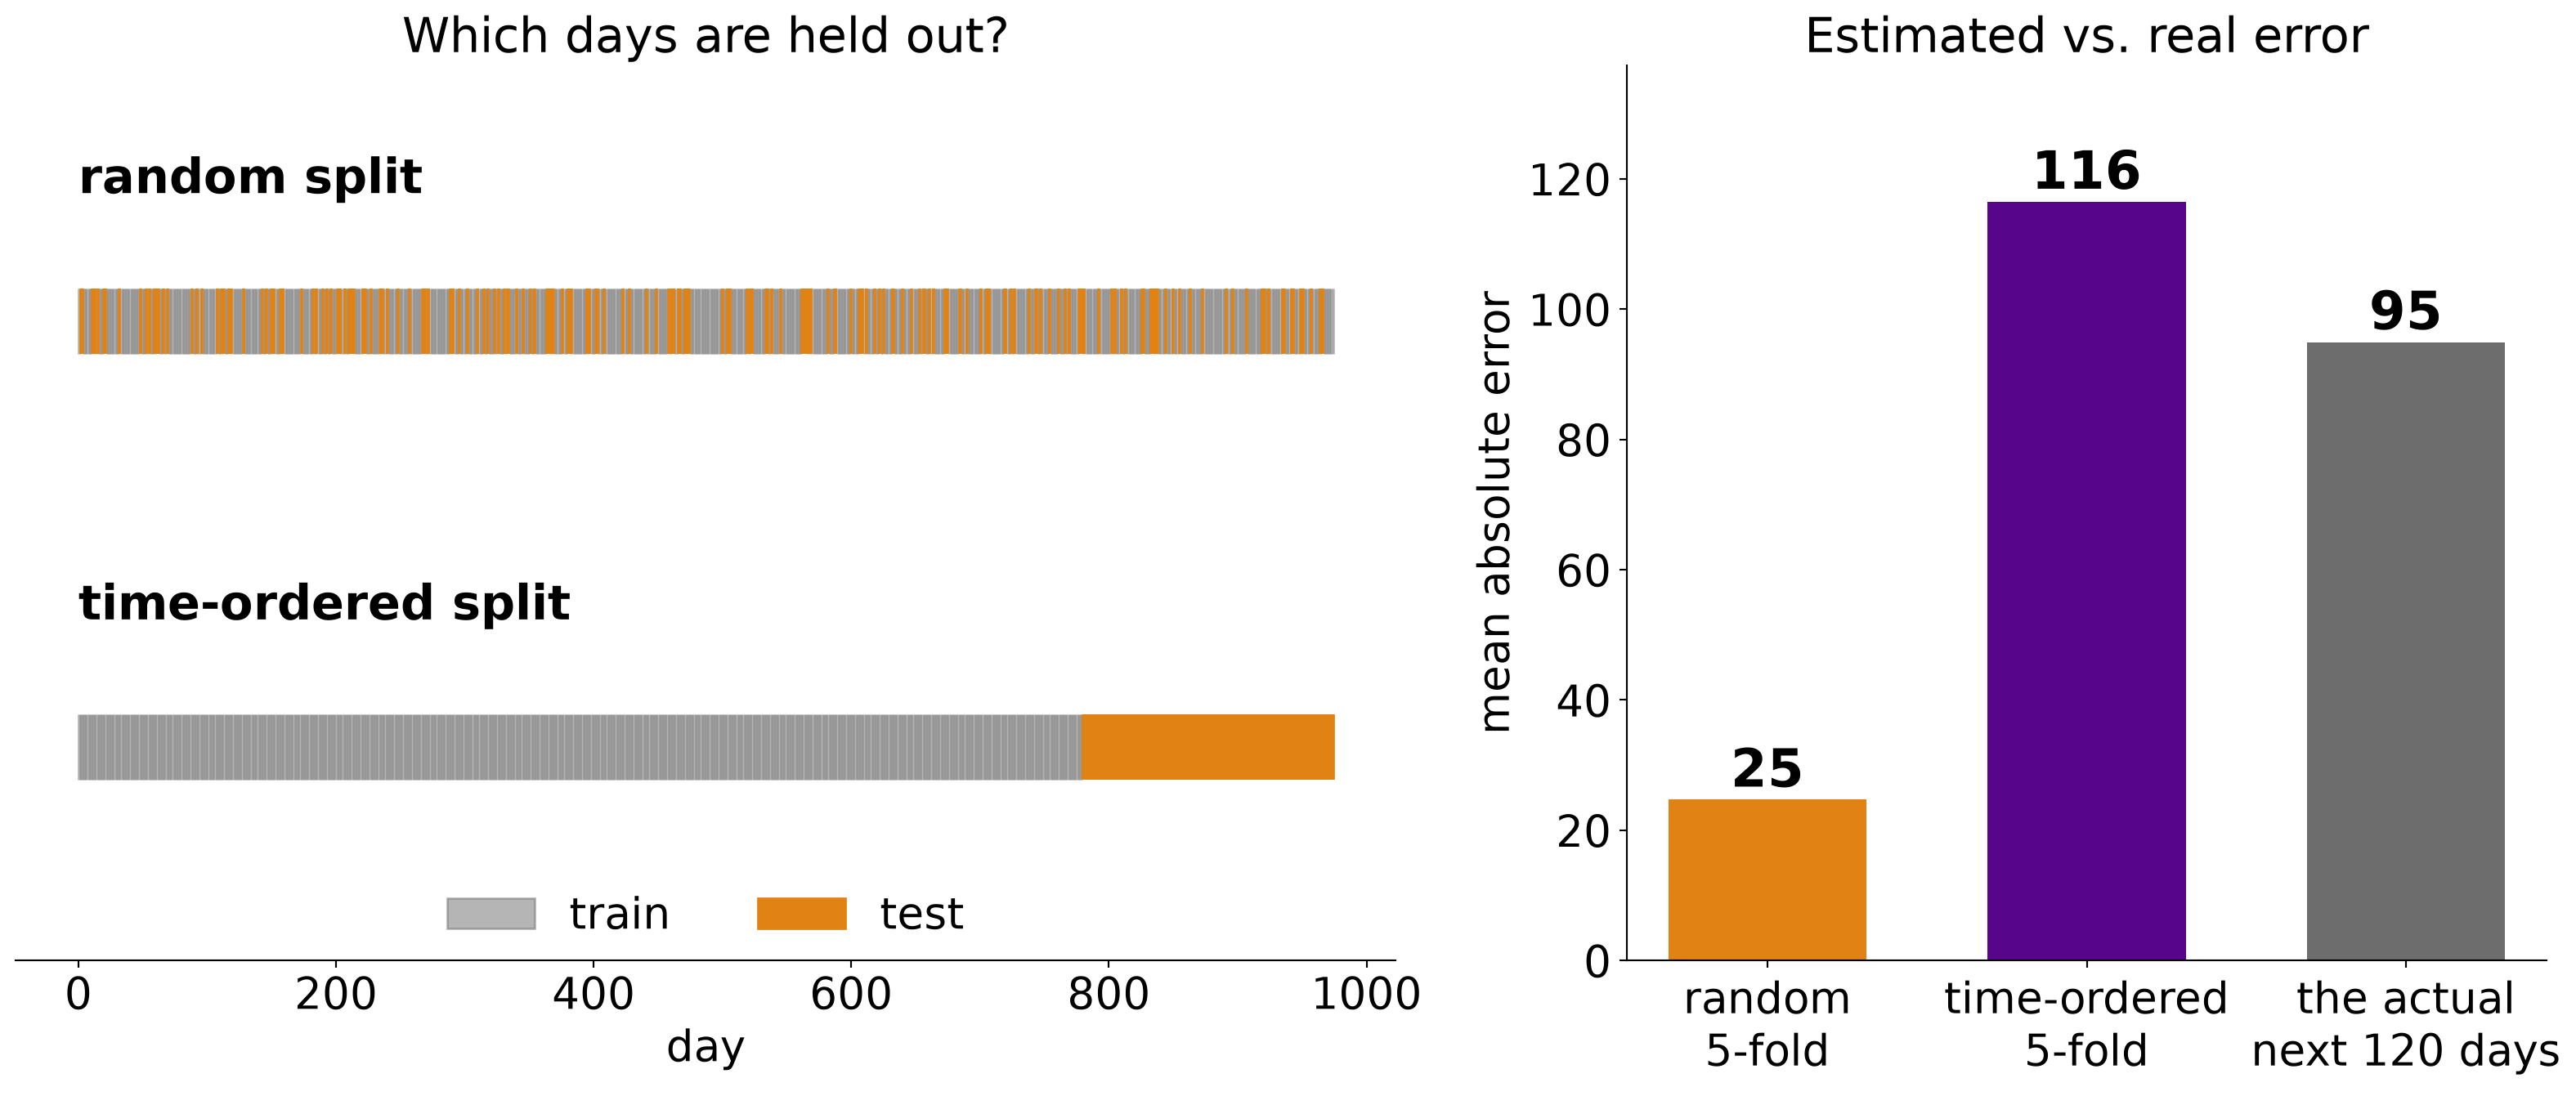 Which days are held out?
random split
time-ordered split
train
test
0
200
400
600
800
1000
day
Estimated vs. real error
mean absolute error
120
100
80
60
40
20
0
25
116
95
random
5-fold
time-ordered
5-fold
the actual
next 120 days